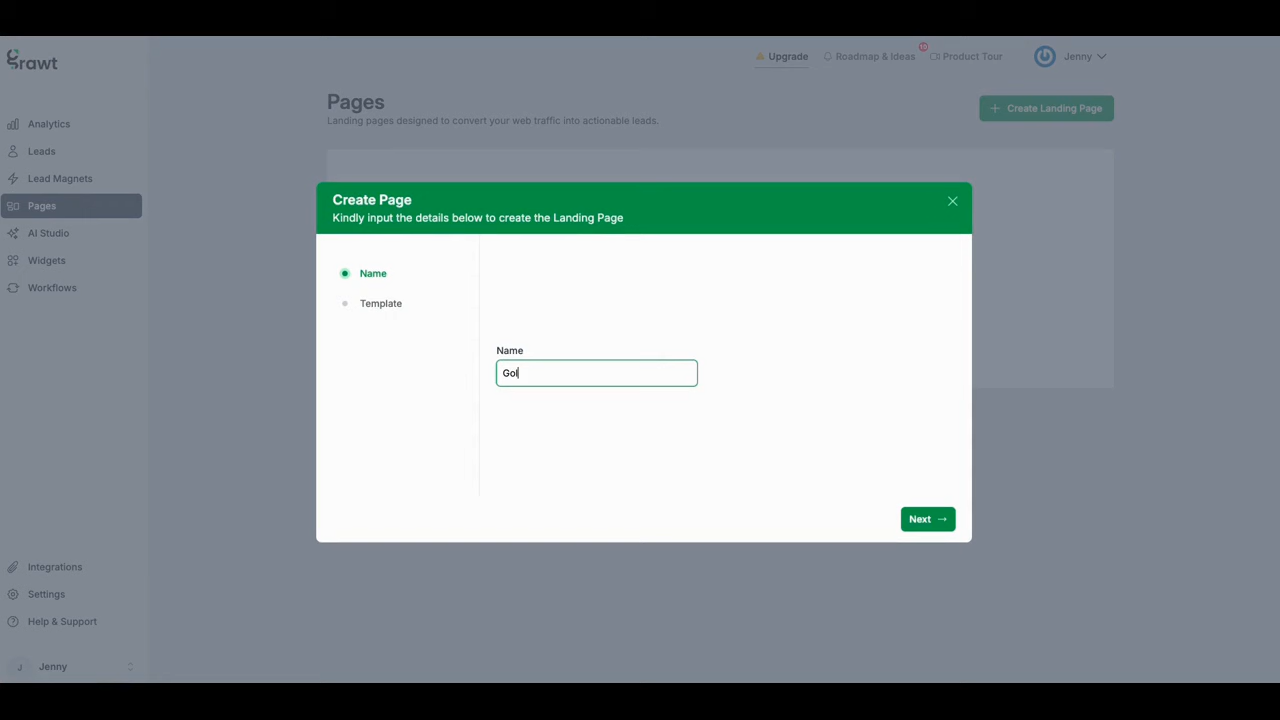 Grawt
Upgrade
Roadmap & Ideas
Product Tour
Jenny
Analytics
Leads
Lead Magnets
Pages
AI Studio
Widgets
Workflows
Pages
Landing pages designed to convert your web traffic into actionable leads.
Create Landing Page
Create Page
Kindly input the details below to create the Landing Page
Name
Template
Name
Gol
Next →
Integrations
Settings
Help & Support
J Jenny